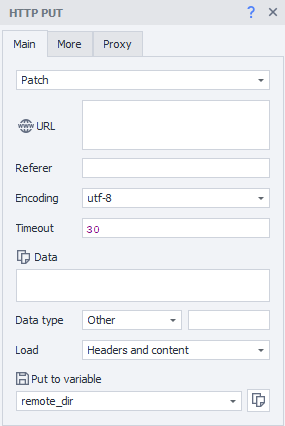 HTTP PUT ? ×
Main More Proxy
Patch
www URL
Referer
Encoding utf-8
Timeout 30
Data
Data type Other
Load Headers and content
Put to variable
remote_dir